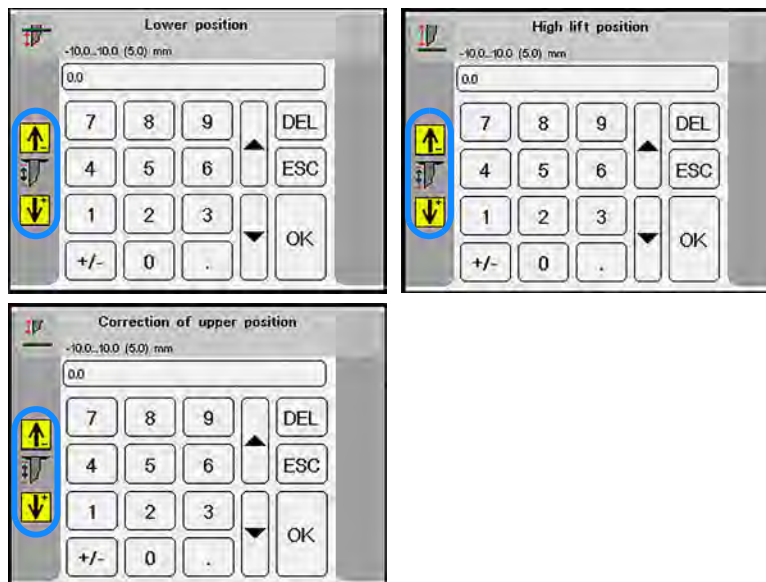 Lower position
-10.0..10.0 (5.0) mm
0.0
7 8 9 DEL
4 5 6 ESC
1 2 3
OK
+/- 0 .
High lift position
-10.0..10.0 (5.0) mm
0.0
7 8 9 DEL
4 5 6 ESC
1 2 3
OK
+/- 0 .
Correction of upper position
-10.0..10.0 (5.0) mm
0.0
7 8 9 DEL
4 5 6 ESC
1 2 3
OK
+/- 0 .